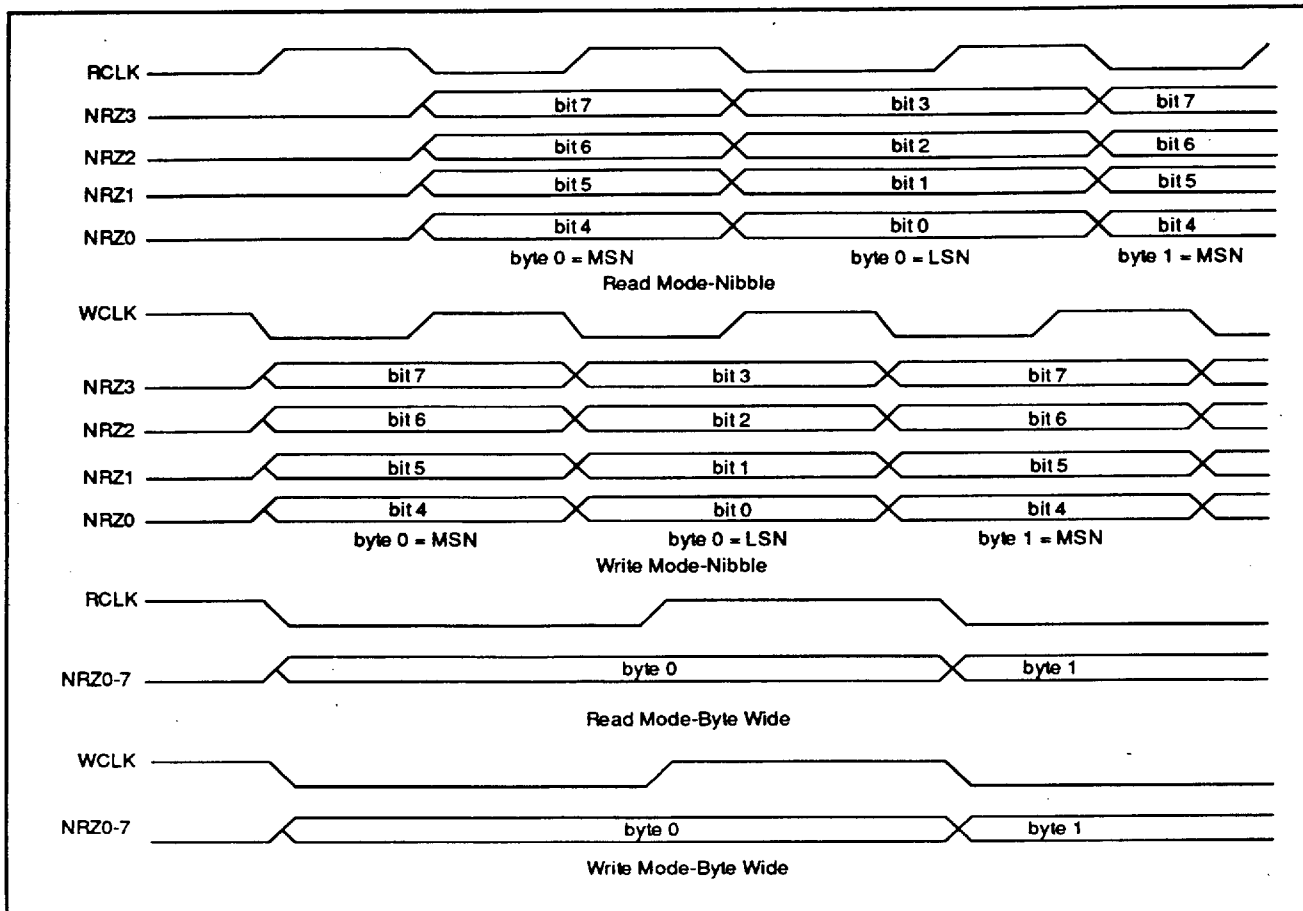 RCLK
NRZ3 bit 7 bit 3 bit 7
NRZ2 bit 6 bit 2 bit 6
NRZ1 bit 5 bit 1 bit 5
NRZ0 bit 4 bit 0 bit 4
byte 0 = MSN byte 0 = LSN byte 1 = MSN
Read Mode-Nibble
WCLK
NRZ3 bit 7 bit 3 bit 7
NRZ2 bit 6 bit 2 bit 6
NRZ1 bit 5 bit 1 bit 5
NRZ0 bit 4 bit 0 bit 4
byte 0 = MSN byte 0 = LSN byte 1 = MSN
Write Mode-Nibble
RCLK
NRZ0-7 byte 0 byte 1
Read Mode-Byte Wide
WCLK
NRZ0-7 byte 0 byte 1
Write Mode-Byte Wide